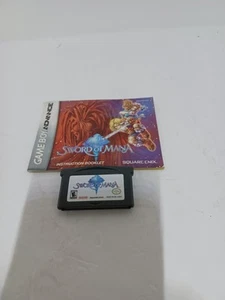 GAME BOY ADVANCE
SWORD OF MANA
INSTRUCTION BOOKLET
SQUARE ENIX
SWORD OF MANA